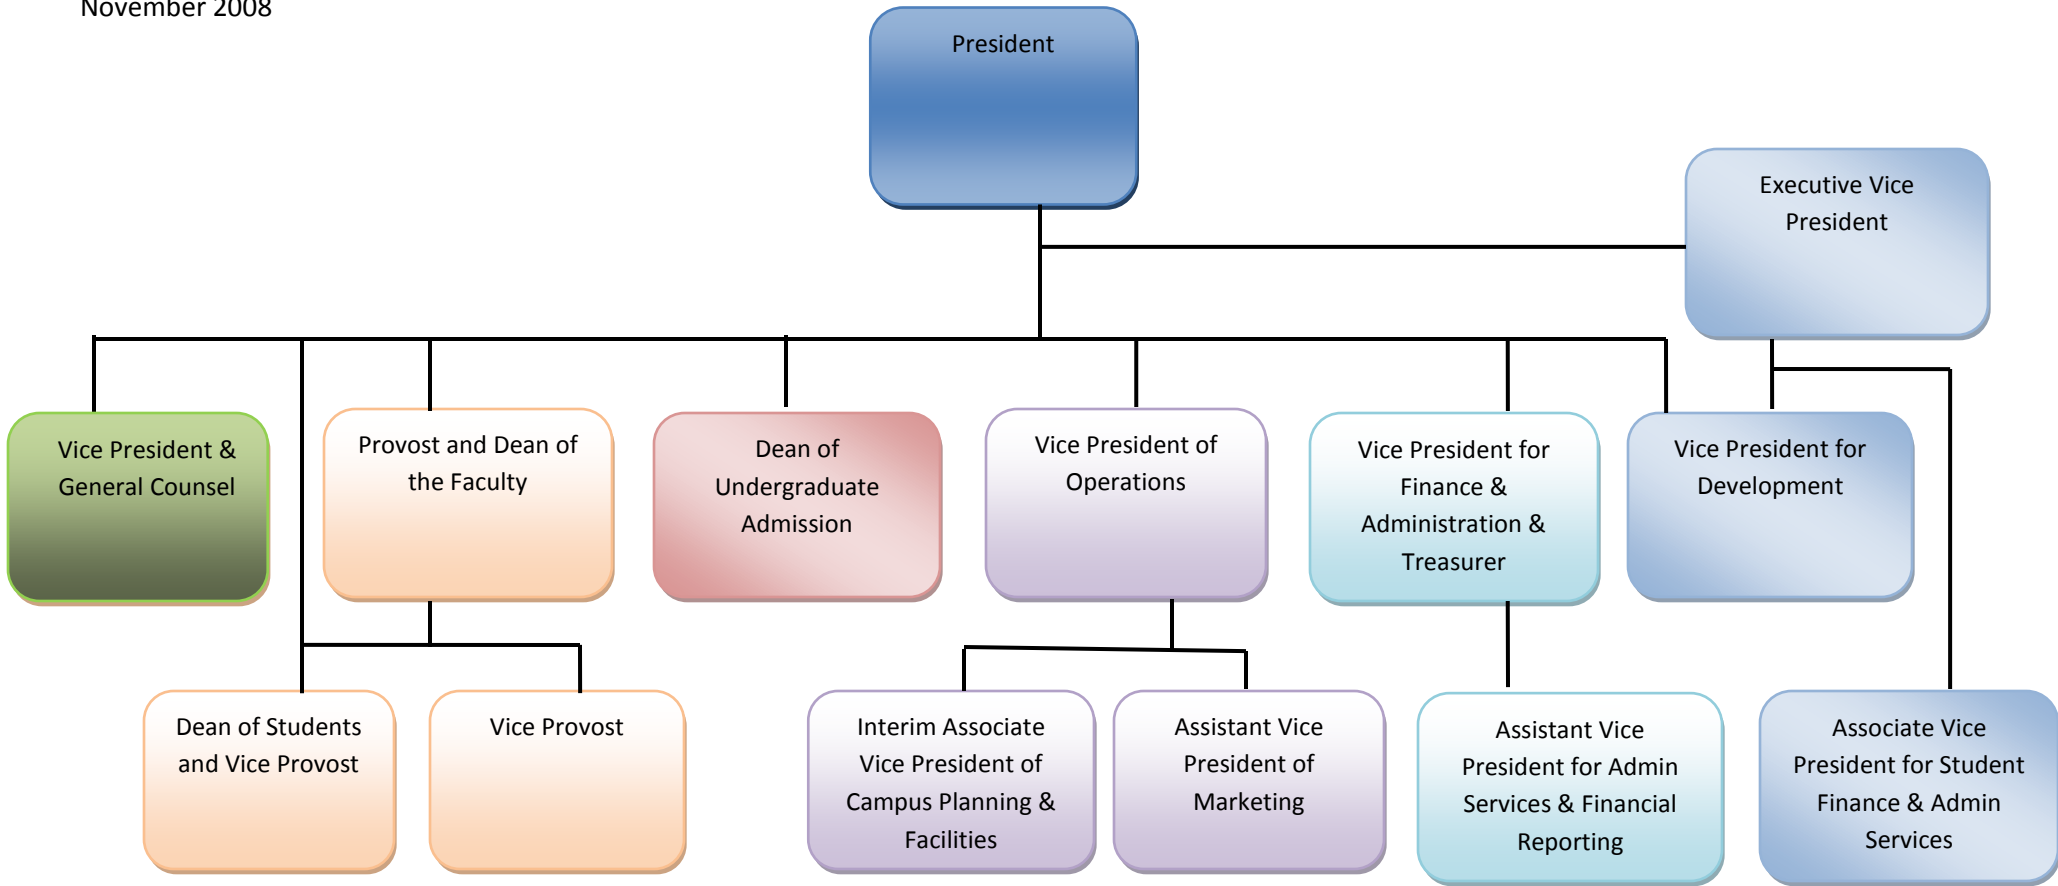 November 2008
President
Executive Vice
President
Vice President &
General Counsel
Provost and Dean of
the Faculty
Dean of
Undergraduate
Admission
Vice President of
Operations
Vice President for
Finance &
Administration &
Treasurer
Vice President for
Development
Dean of Students
and Vice Provost
Vice Provost
Interim Associate
Vice President of
Campus Planning &
Facilities
Assistant Vice
President of
Marketing
Assistant Vice
President for Admin
Services & Financial
Reporting
Associate Vice
President for Student
Finance & Admin
Services